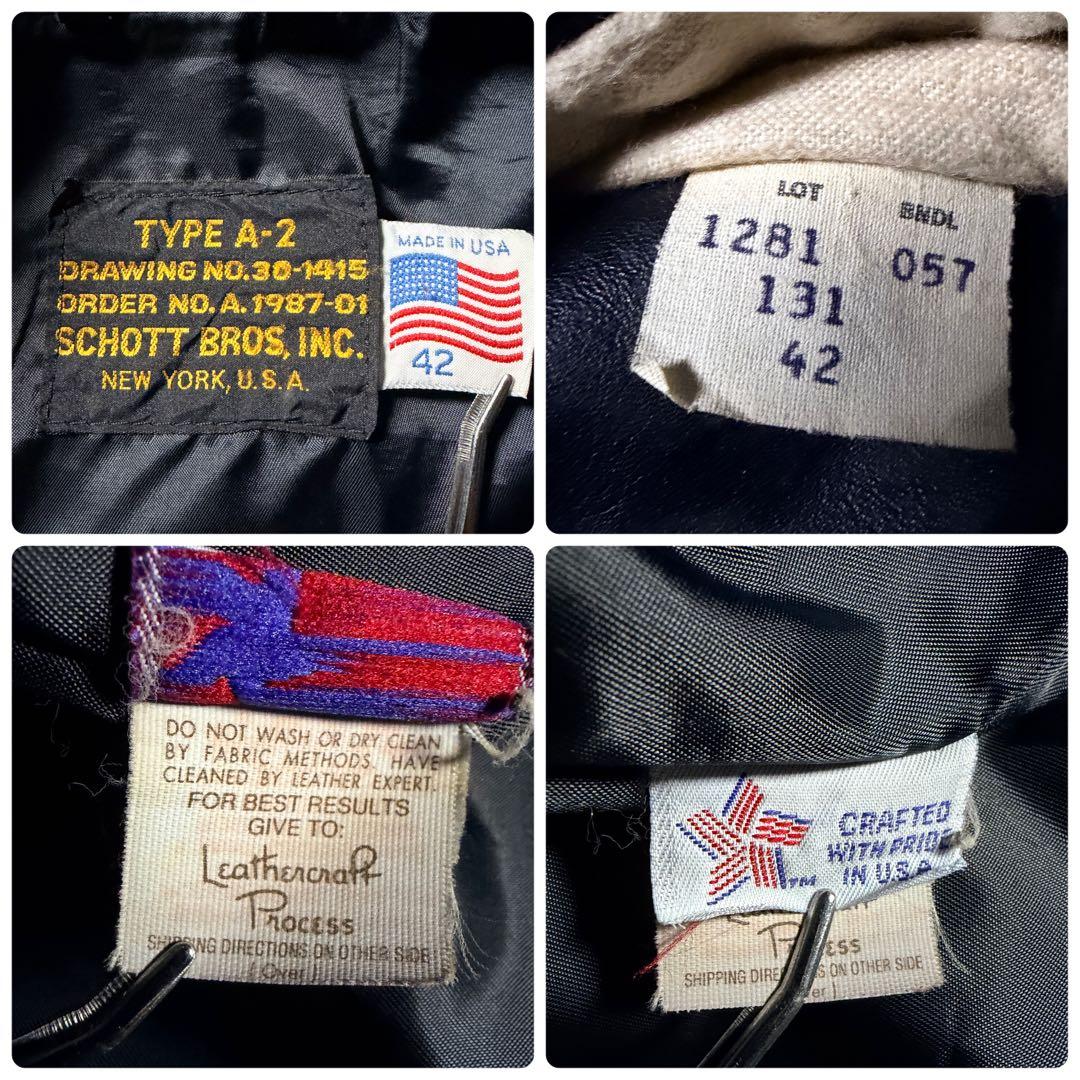 TYPE A-2
DRAWING NO.30-1415
ORDER NO. A.1987-01
SCHOTT BROS, INC.
NEW YORK, U.S.A.
MADE IN USA
42
LOT BNDL
1281 057
131
42
DO NOT WASH OR DRY CLEAN
BY FABRIC METHODS. HAVE
CLEANED BY LEATHER EXPERT.
FOR BEST RESULTS
GIVE TO:
Leathercraft
Process
SHIPPING DIRECTIONS ON OTHER SIDE
(Over)
CRAFTED
WITH PRIDE
IN U.S.A
TM
Process
SHIPPING DIRECTIONS ON OTHER SIDE